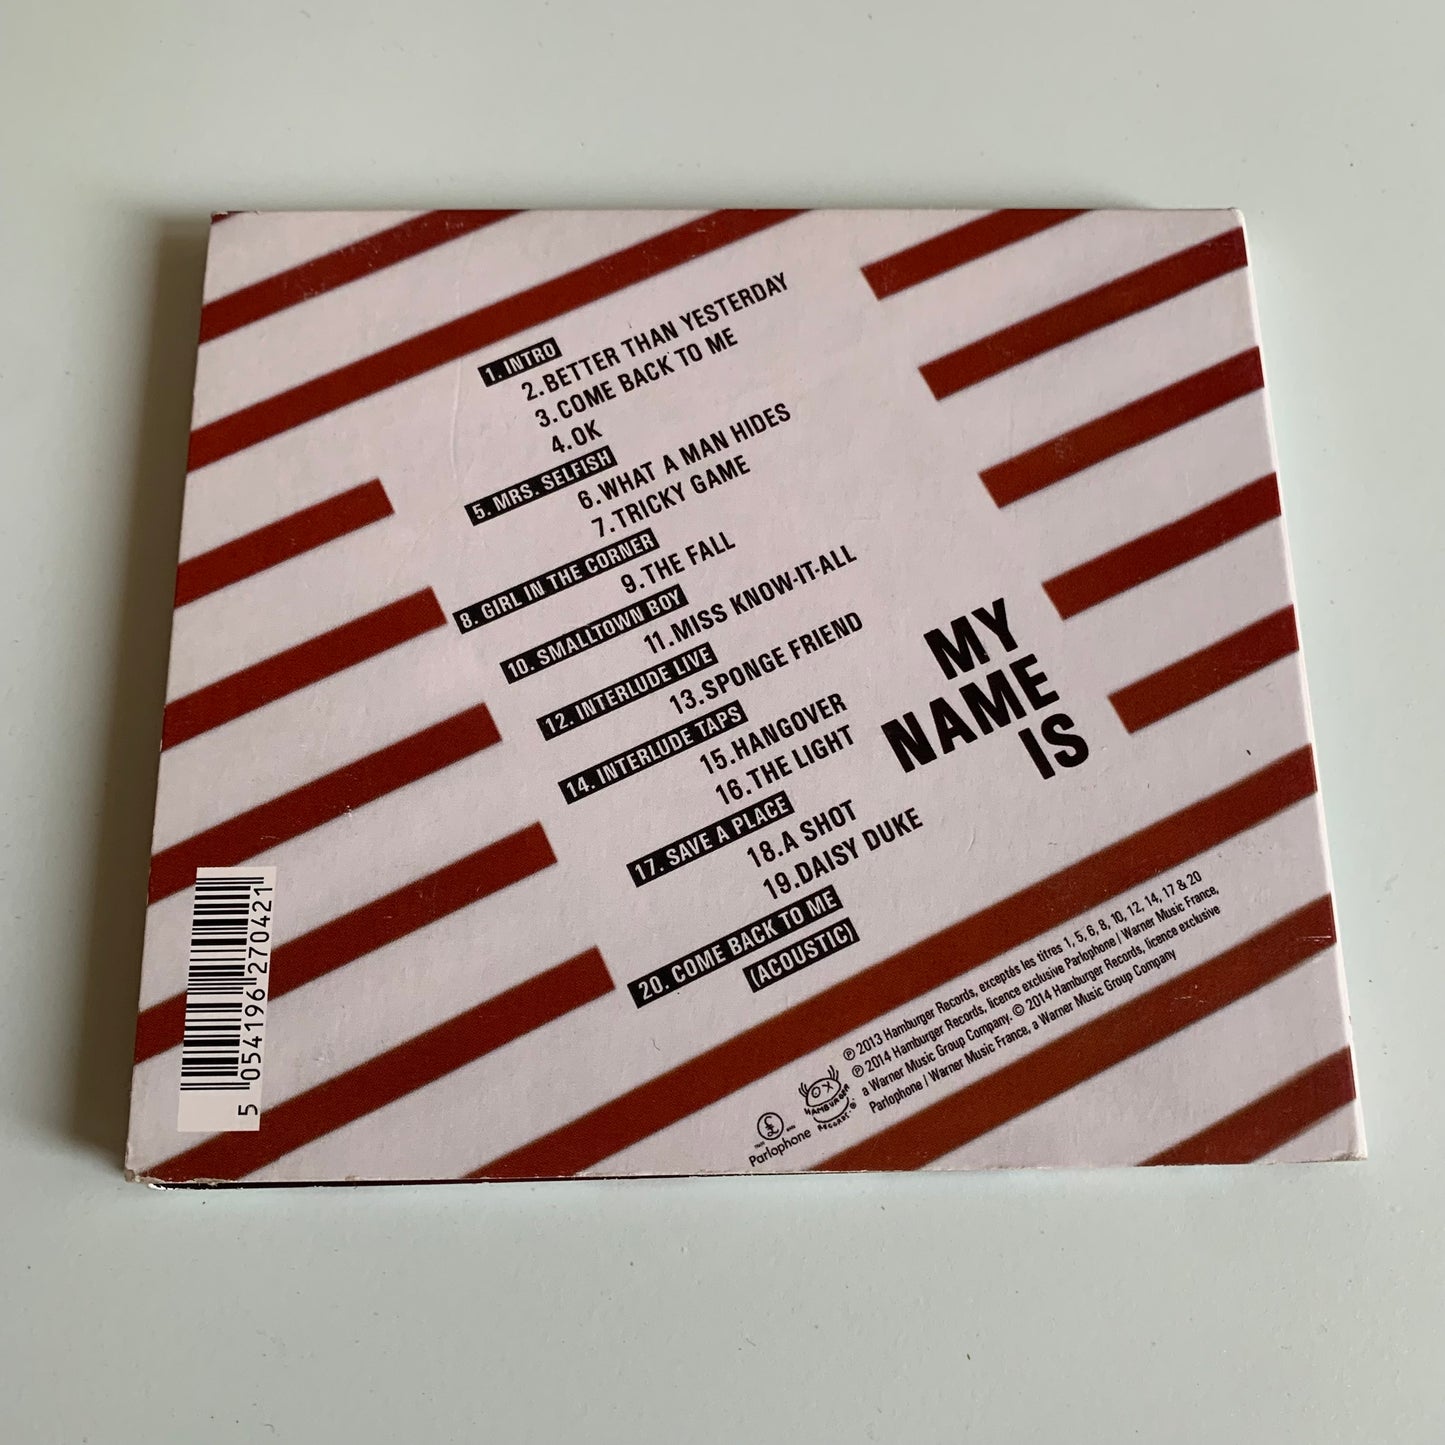 1. INTRO
2.BETTER THAN YESTERDAY
3.COME BACK TO ME
4.OK
5. MRS. SELFISH
6.WHAT A MAN HIDES
7.TRICKY GAME
8. GIRL IN THE CORNER
9.THE FALL
10. SMALLTOWN BOY
11.MISS KNOW-IT-ALL
12. INTERLUDE LIVE
13.SPONGE FRIEND
14. INTERLUDE TAPS
15.HANGOVER
16.THE LIGHT
17. SAVE A PLACE
18.A SHOT
19.DAISY DUKE
20. COME BACK TO ME
(ACOUSTIC)
MY
NAME
IS
℗ 2013 Hamburger Records, exceptés les titres 1, 5, 6, 8, 10, 12, 14, 17 & 20
℗ 2014 Hamburger Records, licence exclusive Parlophone / Warner Music France,
a Warner Music Group Company. © 2014 Hamburger Records, licence exclusive
Parlophone / Warner Music France, a Warner Music Group Company
HAMBURGER
RECORDS
£
Parlophone
5 054196 270421